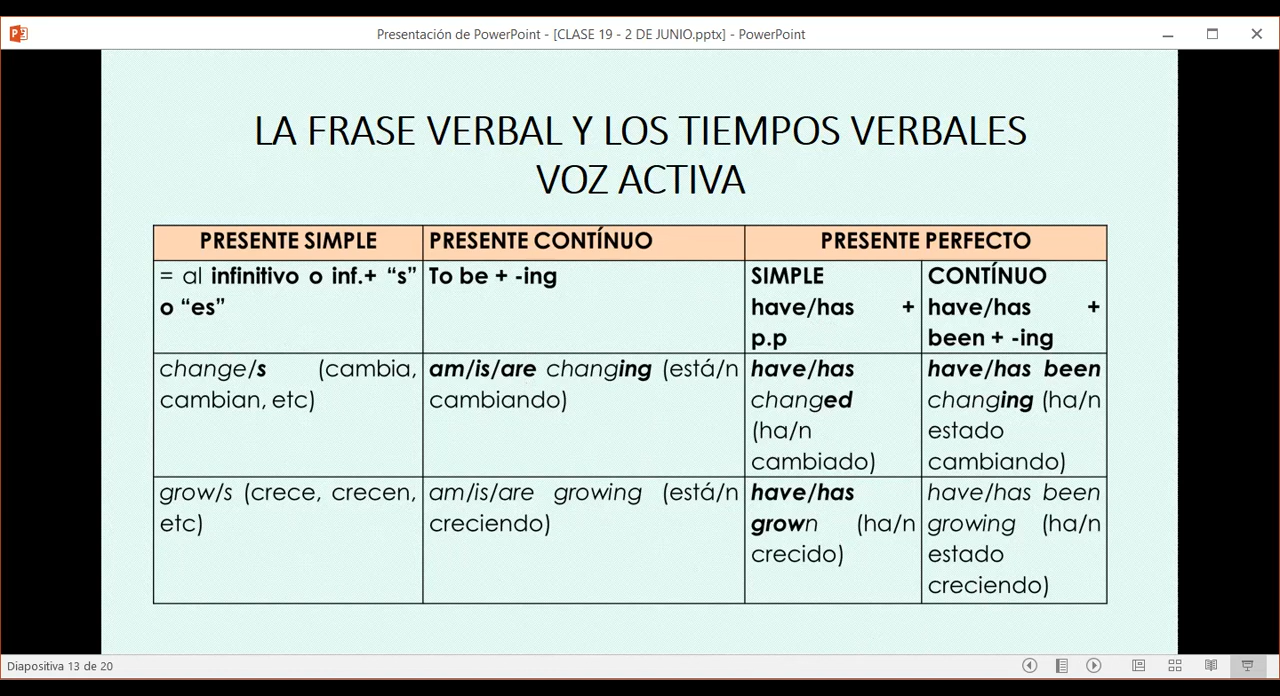 Presentación de PowerPoint - [CLASE 19 - 2 DE JUNIO.pptx] - PowerPoint
LA FRASE VERBAL Y LOS TIEMPOS VERBALES
VOZ ACTIVA
PRESENTE SIMPLE
PRESENTE CONTÍNUO
PRESENTE PERFECTO
= al infinitivo o inf.+ “s”
o “es”
To be + -ing
SIMPLE
have/has +
p.p
CONTÍNUO
have/has +
been + -ing
change/s (cambia,
cambian, etc)
am/is/are changing (está/n
cambiando)
have/has
changed
(ha/n
cambiado)
have/has been
changing (ha/n
estado
cambiando)
grow/s (crece, crecen,
etc)
am/is/are growing (está/n
creciendo)
have/has
grown (ha/n
crecido)
have/has been
growing (ha/n
estado
creciendo)
Diapositiva 13 de 20